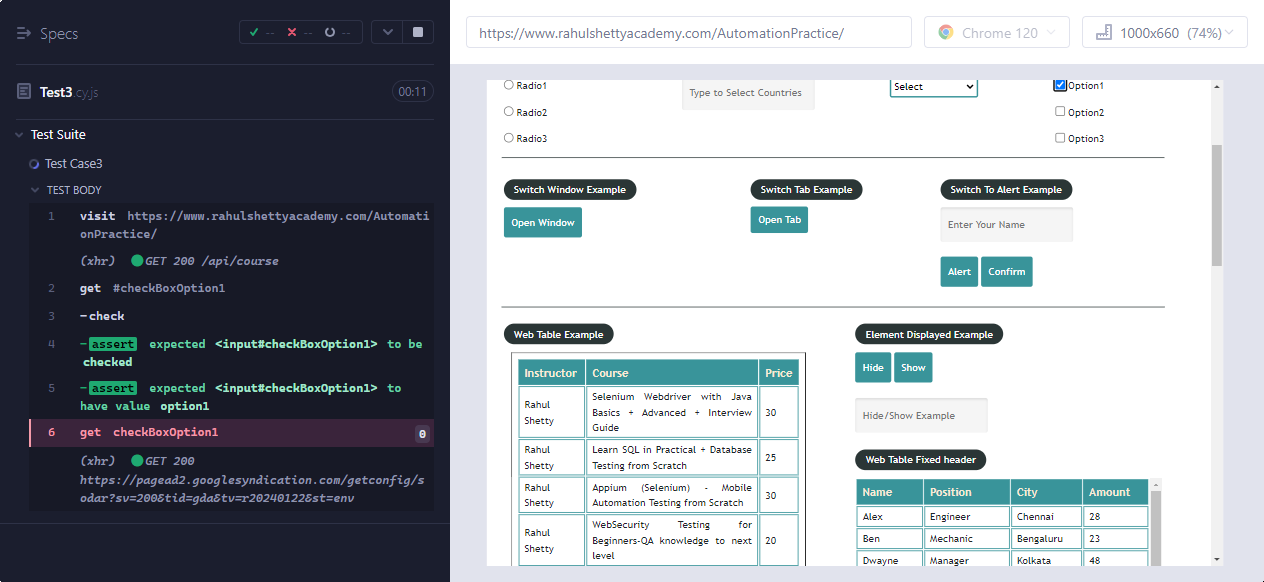 Specs
-- -- --
Test3.cy.js
00:11
Test Suite
Test Case3
TEST BODY
1 visit https://www.rahulshettyacademy.com/Automati
onPractice/
(xhr) GET 200 /api/course
2 get #checkBoxOption1
3 -check
4 -assert expected <input#checkBoxOption1> to be
checked
5 -assert expected <input#checkBoxOption1> to
have value option1
6 get checkBoxOption1 0
(xhr) GET 200
https://pagead2.googlesyndication.com/getconfig/s
odar?sv=200&tid=gda&tv=r20240122&st=env
https://www.rahulshettyacademy.com/AutomationPractice/
Chrome 120
1000x660 (74%)
Radio1
Type to Select Countries
Select
Option1
Radio2
Option2
Radio3
Option3
Switch Window Example
Switch Tab Example
Switch To Alert Example
Open Window
Open Tab
Enter Your Name
Alert
Confirm
Web Table Example
Instructor Course Price
Rahul
Shetty
Selenium Webdriver with Java
Basics + Advanced + Interview
Guide
30
Rahul
Shetty
Learn SQL in Practical + Database
Testing from Scratch
25
Rahul
Shetty
Appium (Selenium) - Mobile
Automation Testing from Scratch
30
Rahul
Shetty
WebSecurity Testing for
Beginners-QA knowledge to next
level
20
Element Displayed Example
Hide
Show
Hide/Show Example
Web Table Fixed header
Name Position City Amount
Alex Engineer Chennai 28
Ben Mechanic Bengaluru 23
Dwayne Manager Kolkata 48